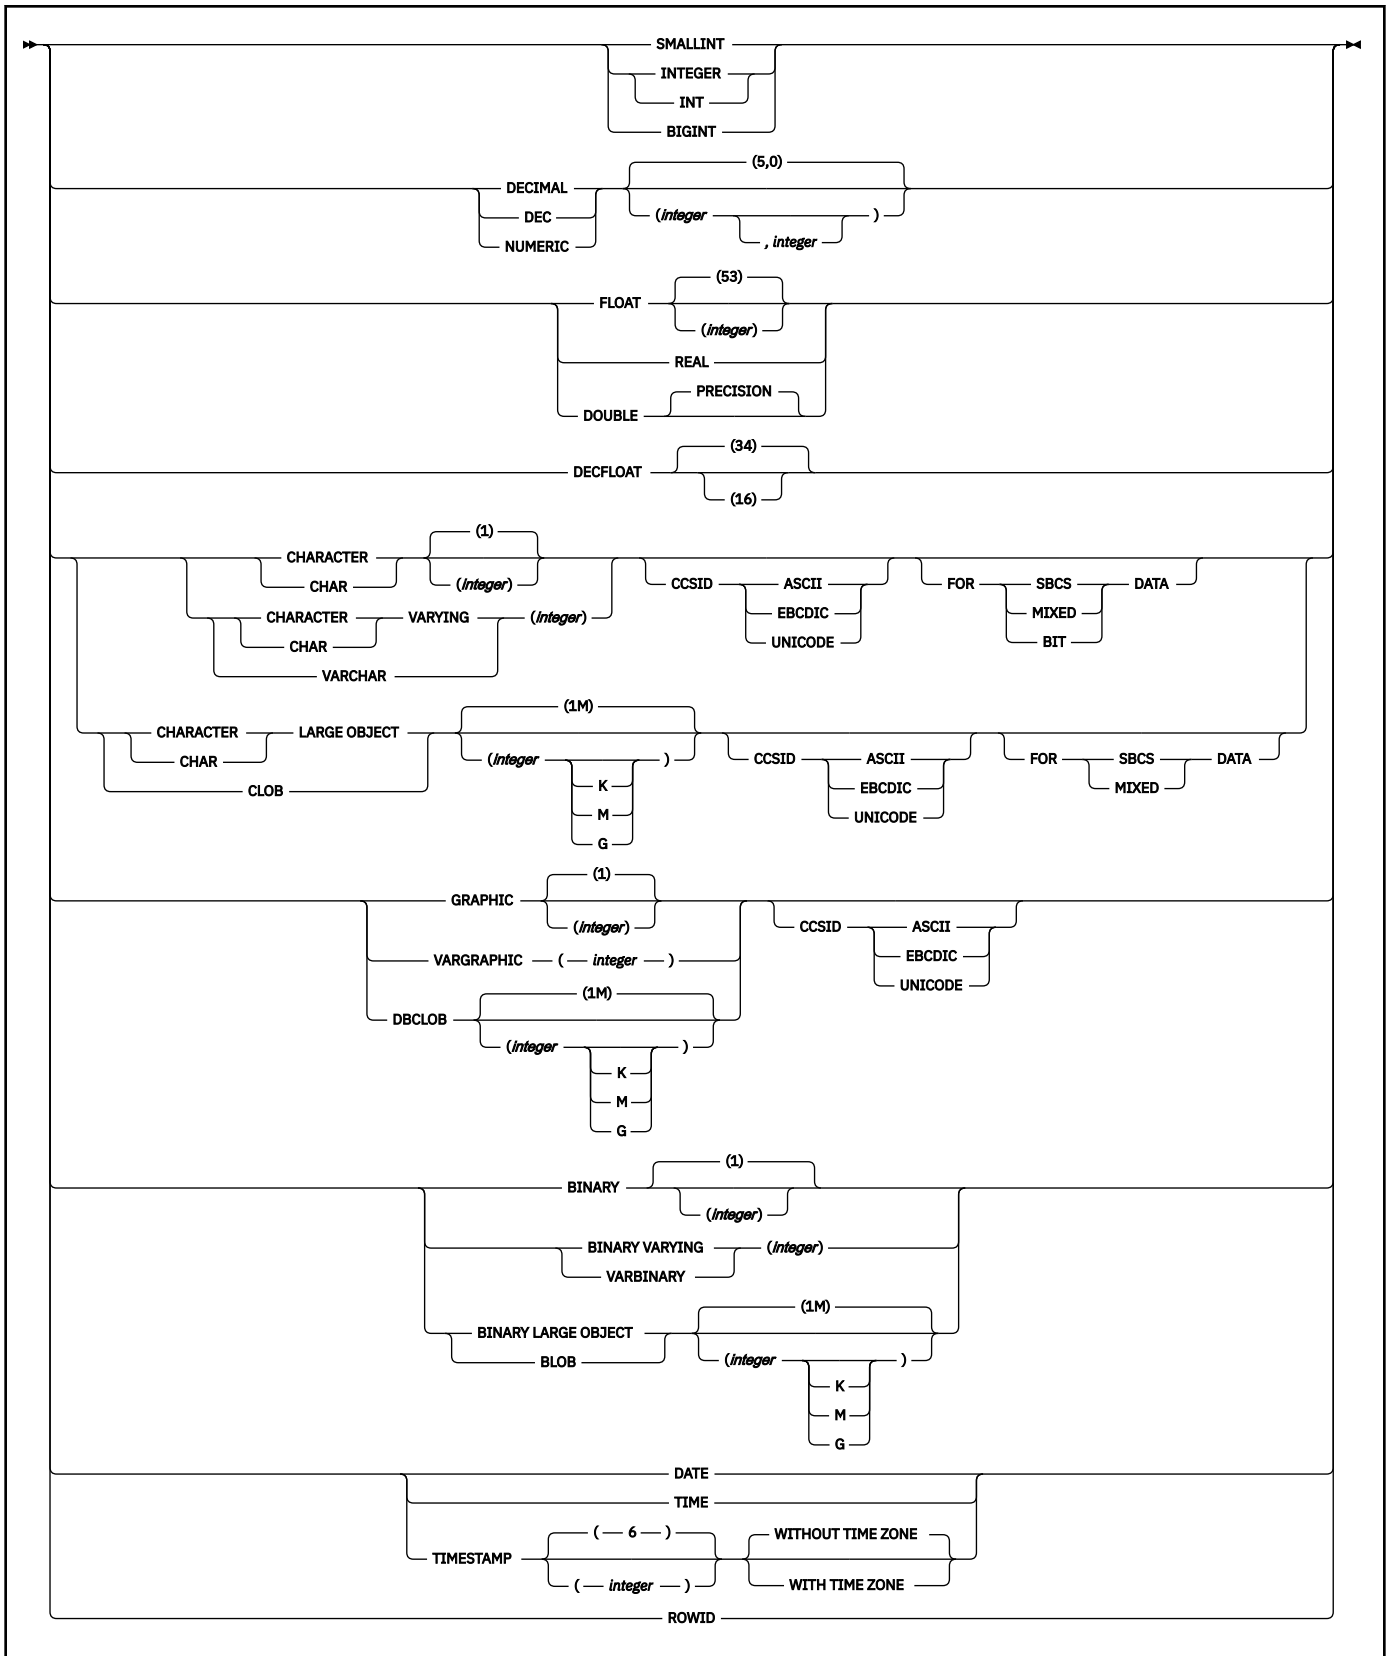 SMALLINT
INTEGER
INT
BIGINT
(5,0)
DECIMAL
DEC
(integer )
, integer
NUMERIC
(53)
FLOAT
(integer)
REAL
PRECISION
DOUBLE
(34)
DECFLOAT
(16)
(1)
CHARACTER
CHAR (integer) CCSID ASCII FOR SBCS DATA
EBCDIC MIXED
CHARACTER VARYING (integer)
CHAR UNICODE BIT
VARCHAR
(1M)
CHARACTER LARGE OBJECT
CHAR (integer ) CCSID ASCII FOR SBCS DATA
K EBCDIC MIXED
CLOB
M UNICODE
G
(1)
GRAPHIC
(integer) CCSID ASCII
EBCDIC
VARGRAPHIC ( integer )
UNICODE
(1M)
DBCLOB
(integer )
K
M
G
(1)
BINARY
(integer)
BINARY VARYING (integer)
VARBINARY
(1M)
BINARY LARGE OBJECT
BLOB (integer )
K
M
G
DATE
TIME
( 6 ) WITHOUT TIME ZONE
TIMESTAMP
( integer ) WITH TIME ZONE
ROWID